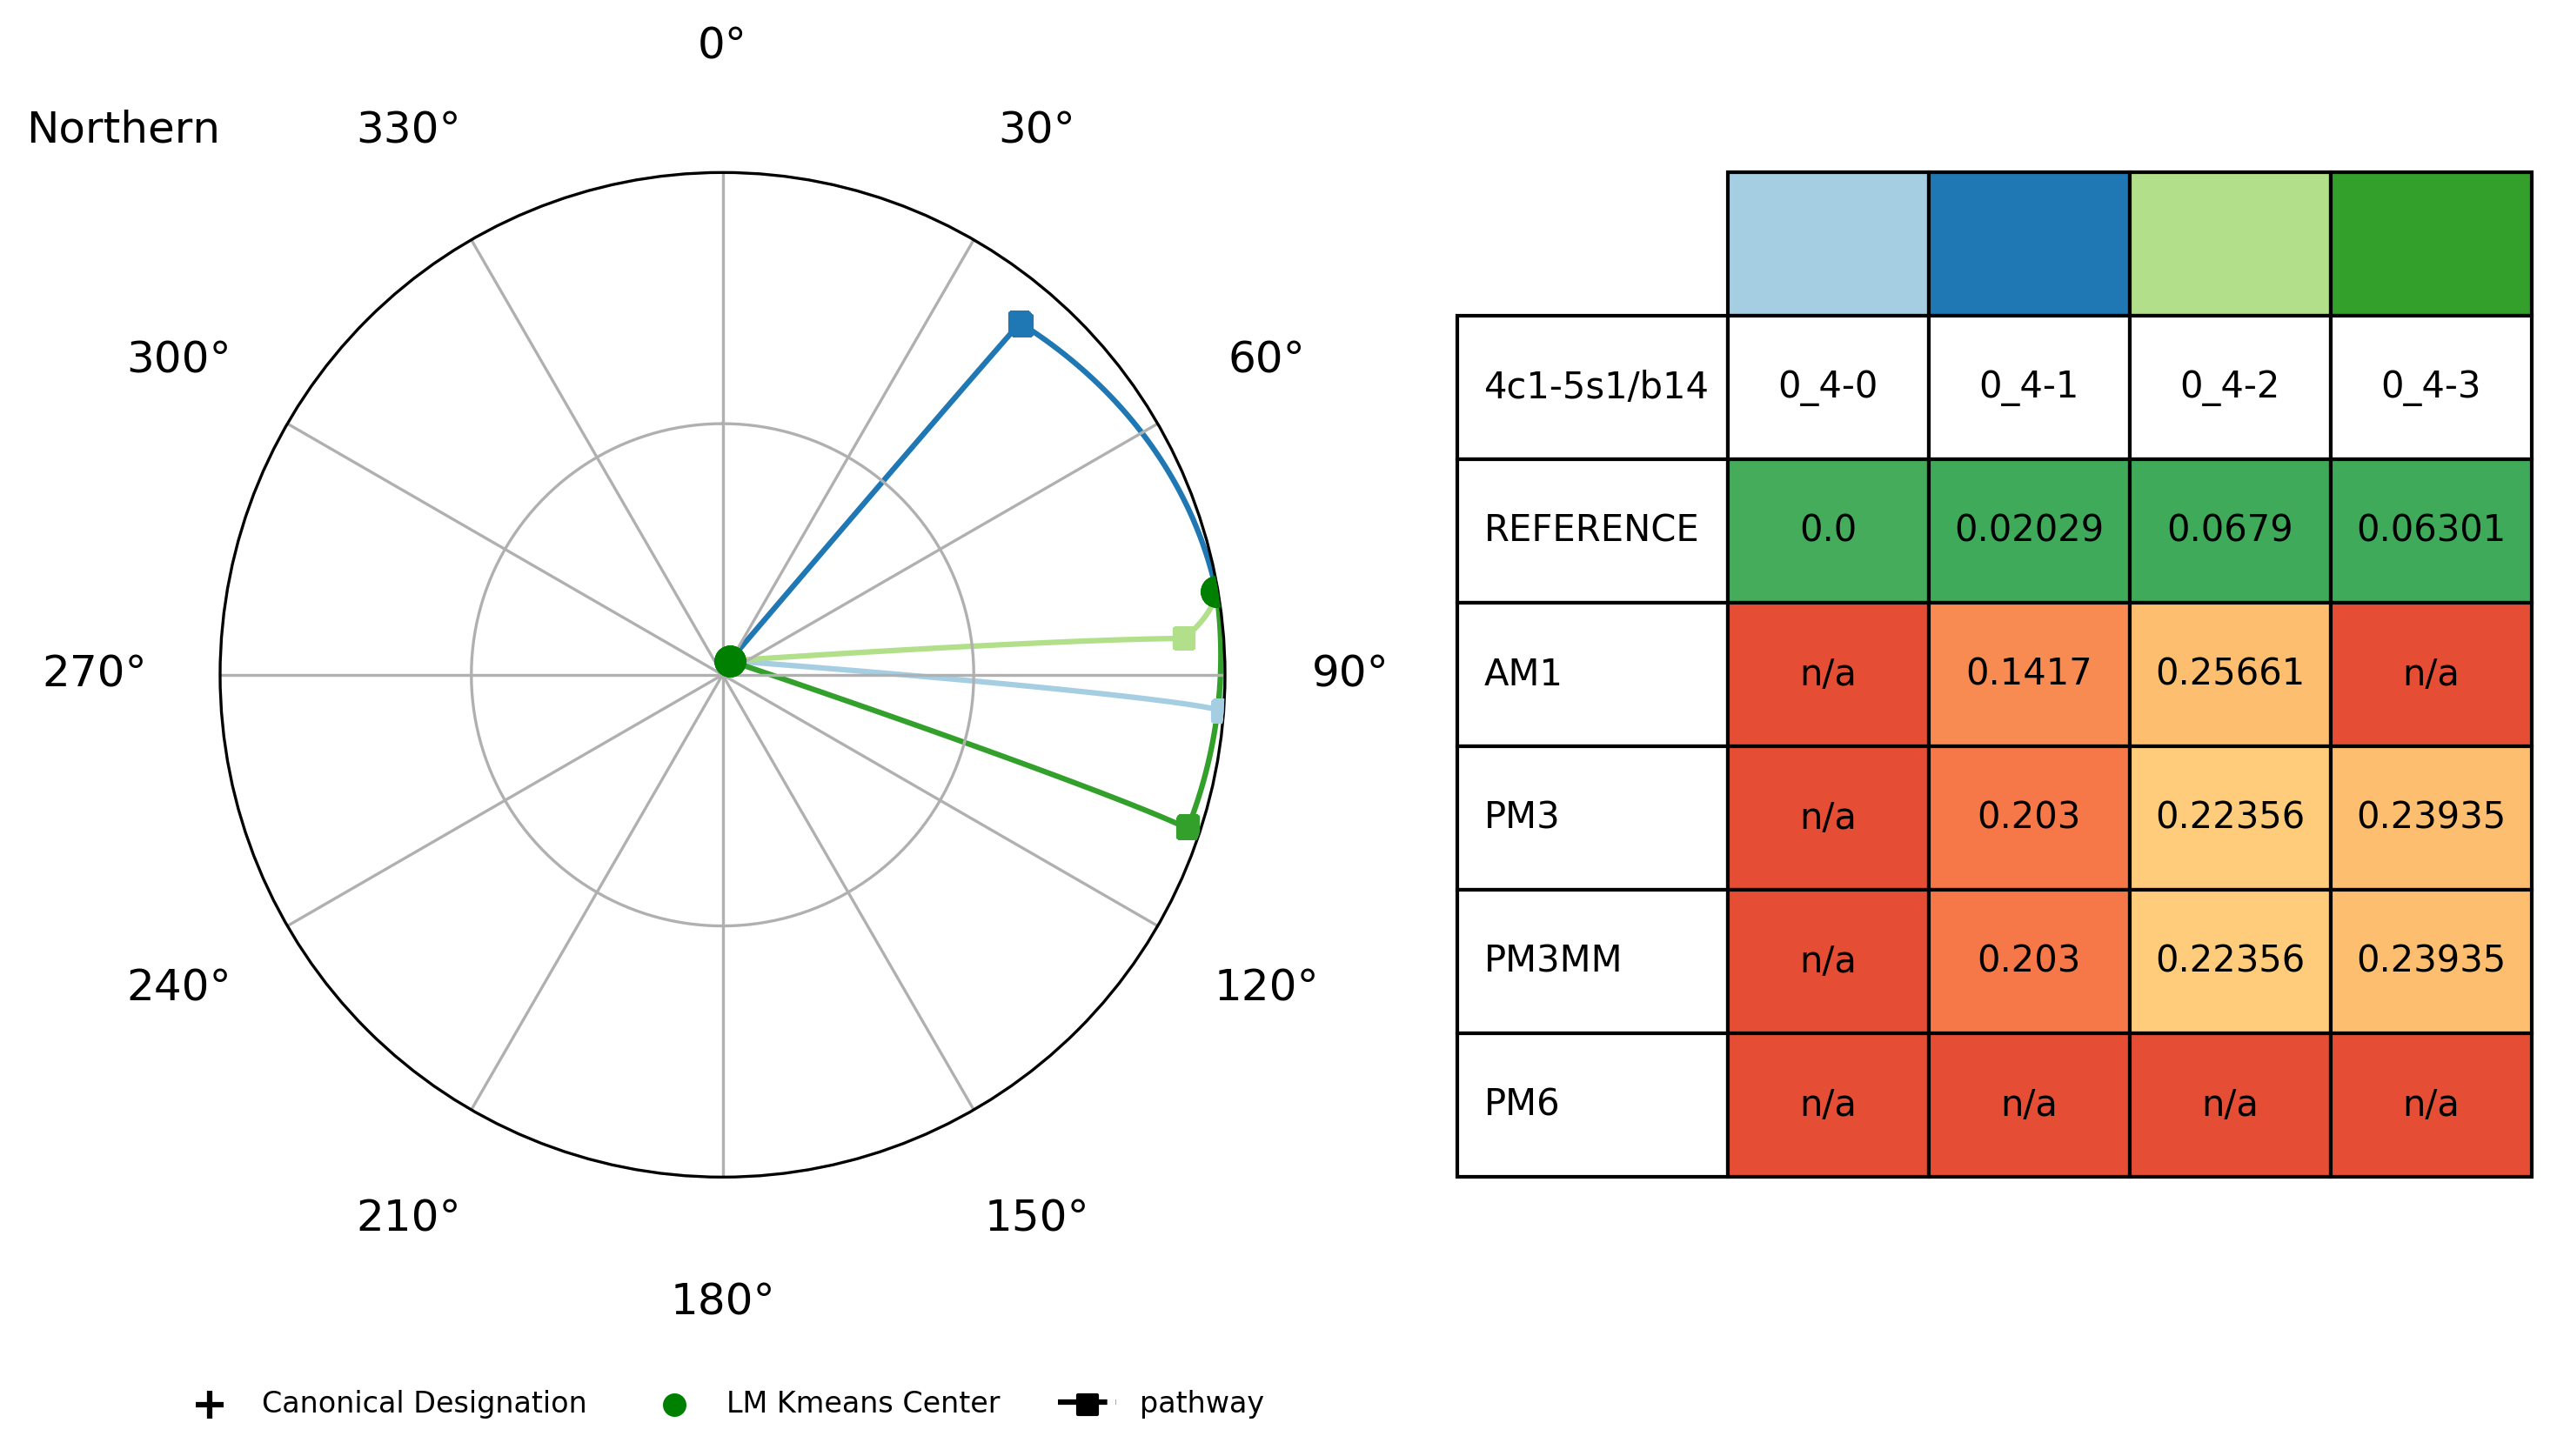 0°
Northern
330°
30°
300°
60°
270°
90°
240°
120°
210°
150°
180°
4c1-5s1/b14 0_4-0 0_4-1 0_4-2 0_4-3
REFERENCE 0.0 0.02029 0.0679 0.06301
AM1 n/a 0.1417 0.25661 n/a
PM3 n/a 0.203 0.22356 0.23935
PM3MM n/a 0.203 0.22356 0.23935
PM6 n/a n/a n/a n/a
Canonical Designation LM Kmeans Center pathway